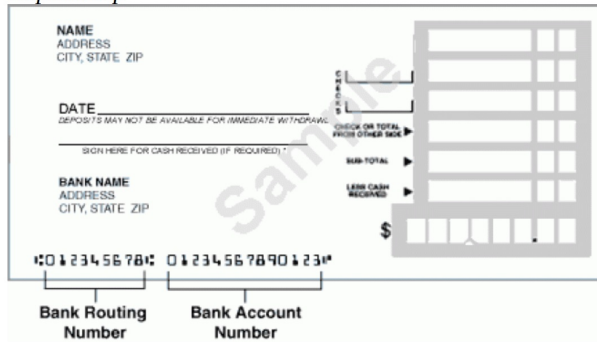 NAME
ADDRESS
CITY, STATE ZIP
CHECKS
DATE
DEPOSITS MAY NOT BE AVAILABLE FOR IMMEDIATE WITHDRAWL
CHECK OR TOTAL
FROM OTHER SIDE
SIGN HERE FOR CASH RECEIVED (IF REQUIRED) *
SUB-TOTAL
BANK NAME
ADDRESS
CITY, STATE ZIP
LESS CASH
RECEIVED
$
Sample
⑆012345678⑆ 01234567890123⑈
Bank Routing
Number
Bank Account
Number